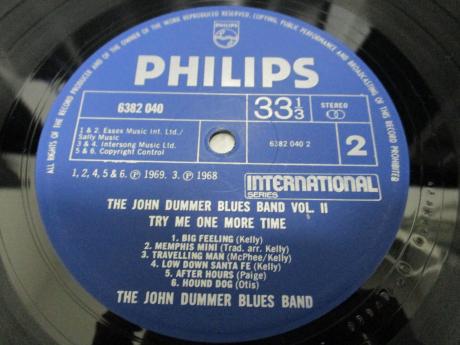 ALL RIGHTS OF THE RECORD PRODUCER AND OF THE OWNER OF THE WORK REPRODUCED RESERVED. COPYING, PUBLIC PERFORMANCE AND BROADCASTING OF THIS RECORD PROHIBITED
PHILIPS
PHILIPS
6382 040
33 1/3
STEREO
1 & 2. Essex Music Int. Ltd./
Sally Music
3 & 4. Intersong Music Ltd.
5 & 6. Copyright Control
6382 040 2
2
1, 2, 4, 5 & 6. ℗ 1969. 3. ℗ 1968
INTERNATIONAL
SERIES
THE JOHN DUMMER BLUES BAND VOL. II
TRY ME ONE MORE TIME
1. BIG FEELING (Kelly)
2. MEMPHIS MINI (Trad. arr. Kelly)
3. TRAVELLING MAN (McPhee/Kelly)
4. LOW DOWN SANTA FE (Kelly)
5. AFTER HOURS (Paige)
6. HOUND DOG (Otis)
THE JOHN DUMMER BLUES BAND